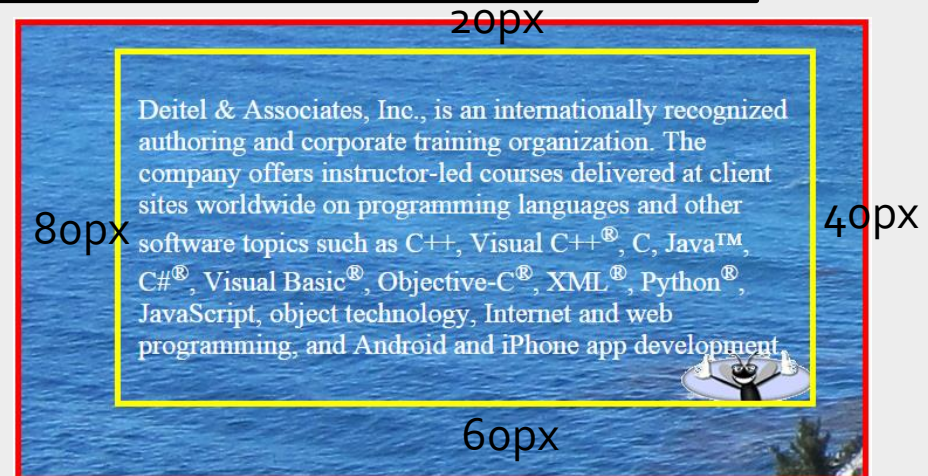 20px
Deitel & Associates, Inc., is an internationally recognized
authoring and corporate training organization. The
company offers instructor-led courses delivered at client
sites worldwide on programming languages and other
80px
40px
software topics such as C++, Visual C++®, C, Java™,
C#®, Visual Basic®, Objective-C®, XML®, Python®,
JavaScript, object technology, Internet and web
programming, and Android and iPhone app development.
60px